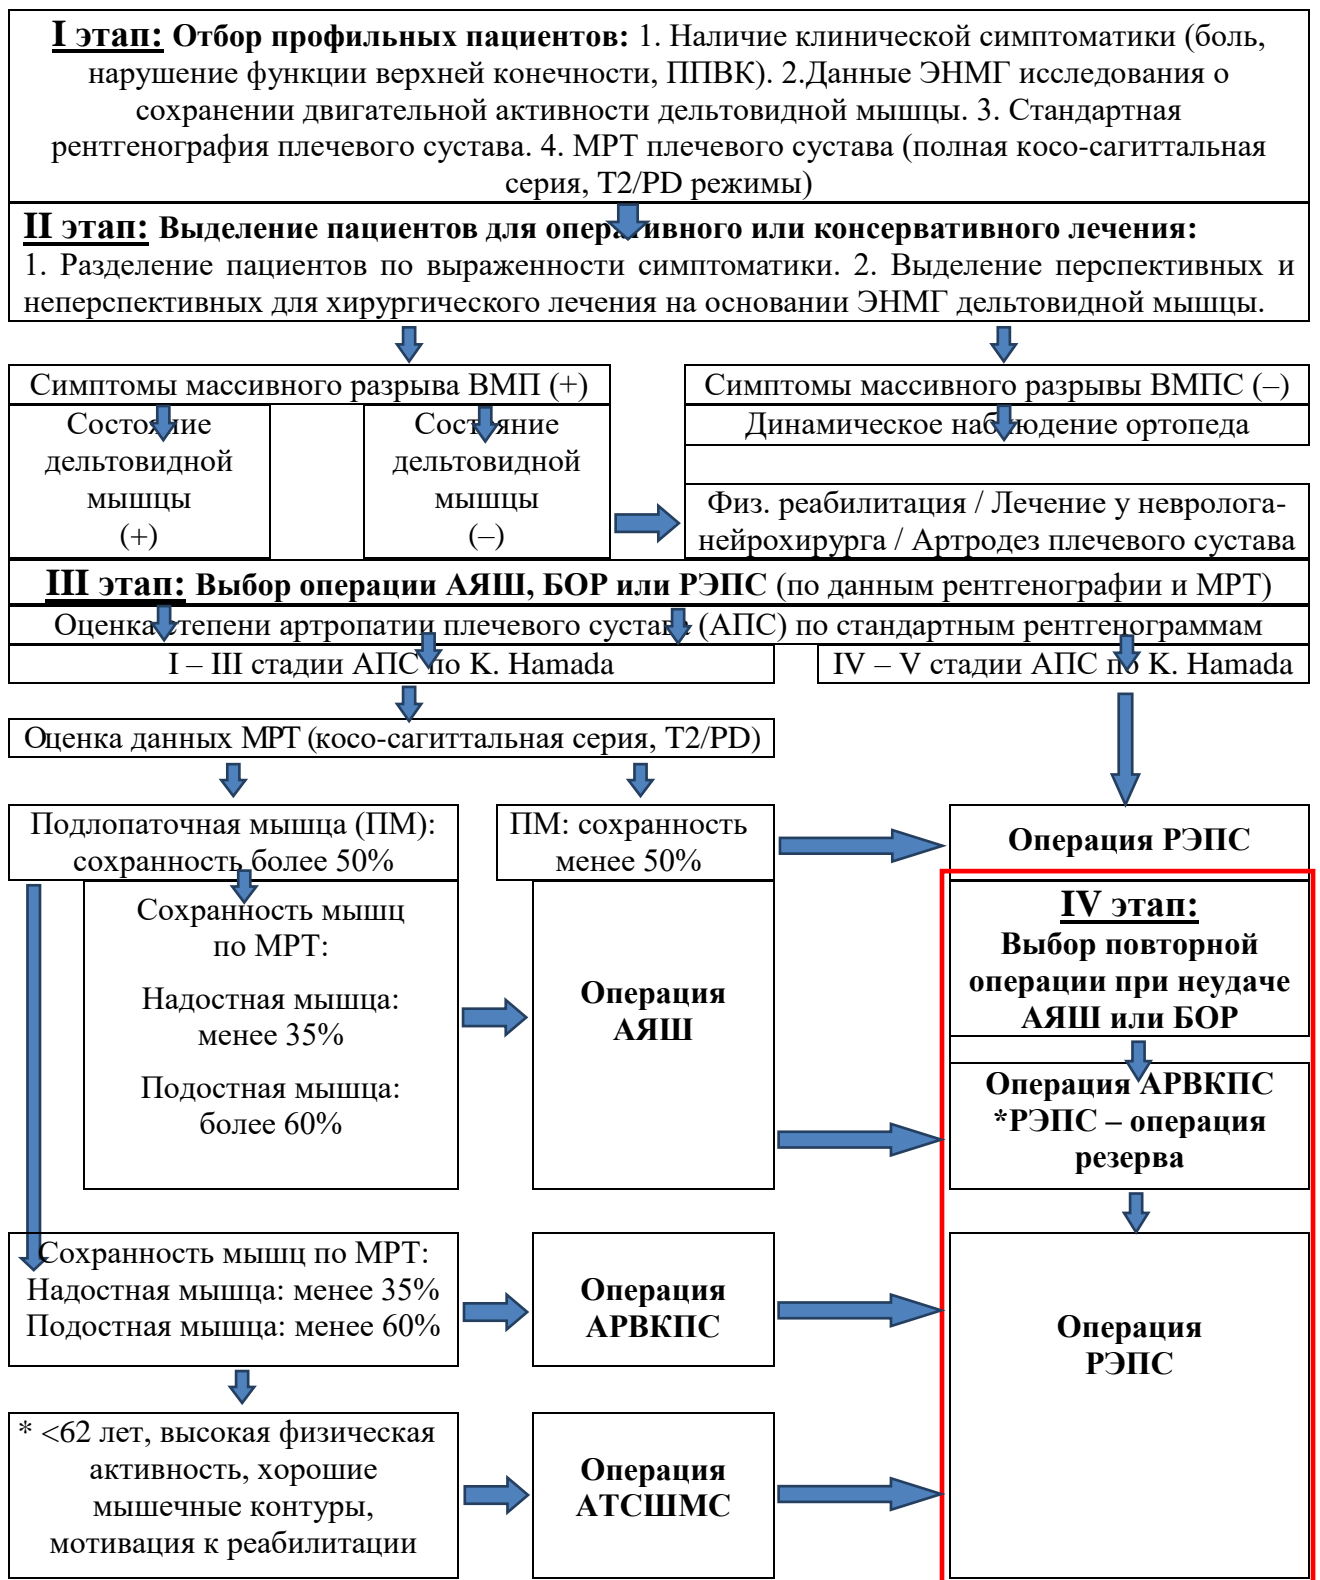 I этап: Отбор профильных пациентов: 1. Наличие клинической симптоматики (боль,
нарушение функции верхней конечности, ППВК). 2.Данные ЭНМГ исследования о
сохранении двигательной активности дельтовидной мышцы. 3. Стандартная
рентгенография плечевого сустава. 4. МРТ плечевого сустава (полная косо-сагиттальная
серия, T2/PD режимы)
II этап: Выделение пациентов для оперативного или консервативного лечения:
1. Разделение пациентов по выраженности симптоматики. 2. Выделение перспективных и
неперспективных для хирургического лечения на основании ЭНМГ дельтовидной мышцы.
Симптомы массивного разрыва ВМП (+)
Симптомы массивного разрывы ВМПС (–)
Состояние
дельтовидной
мышцы
(+)
Состояние
дельтовидной
мышцы
(–)
Динамическое наблюдение ортопеда
Физ. реабилитация / Лечение у невролога-
нейрохирурга / Артродез плечевого сустава
III этап: Выбор операции АЯШ, БОР или РЭПС (по данным рентгенографии и МРТ)
Оценка степени артропатии плечевого сустава (АПС) по стандартным рентгенограммам
I – III стадии АПС по K. Hamada
IV – V стадии АПС по K. Hamada
Оценка данных МРТ (косо-сагиттальная серия, T2/PD)
Подлопаточная мышца (ПМ):
сохранность более 50%
ПМ: сохранность
менее 50%
Операция РЭПС
Сохранность мышц
по МРТ:
Надостная мышца:
менее 35%
Подостная мышца:
более 60%
Операция
АЯШ
IV этап:
Выбор повторной
операции при неудаче
АЯШ или БОР
Операция АРВКПС
*РЭПС – операция
резерва
Сохранность мышц по МРТ:
Надостная мышца: менее 35%
Подостная мышца: менее 60%
Операция
АРВКПС
Операция
РЭПС
* <62 лет, высокая физическая
активность, хорошие
мышечные контуры,
мотивация к реабилитации
Операция
АТСШМС